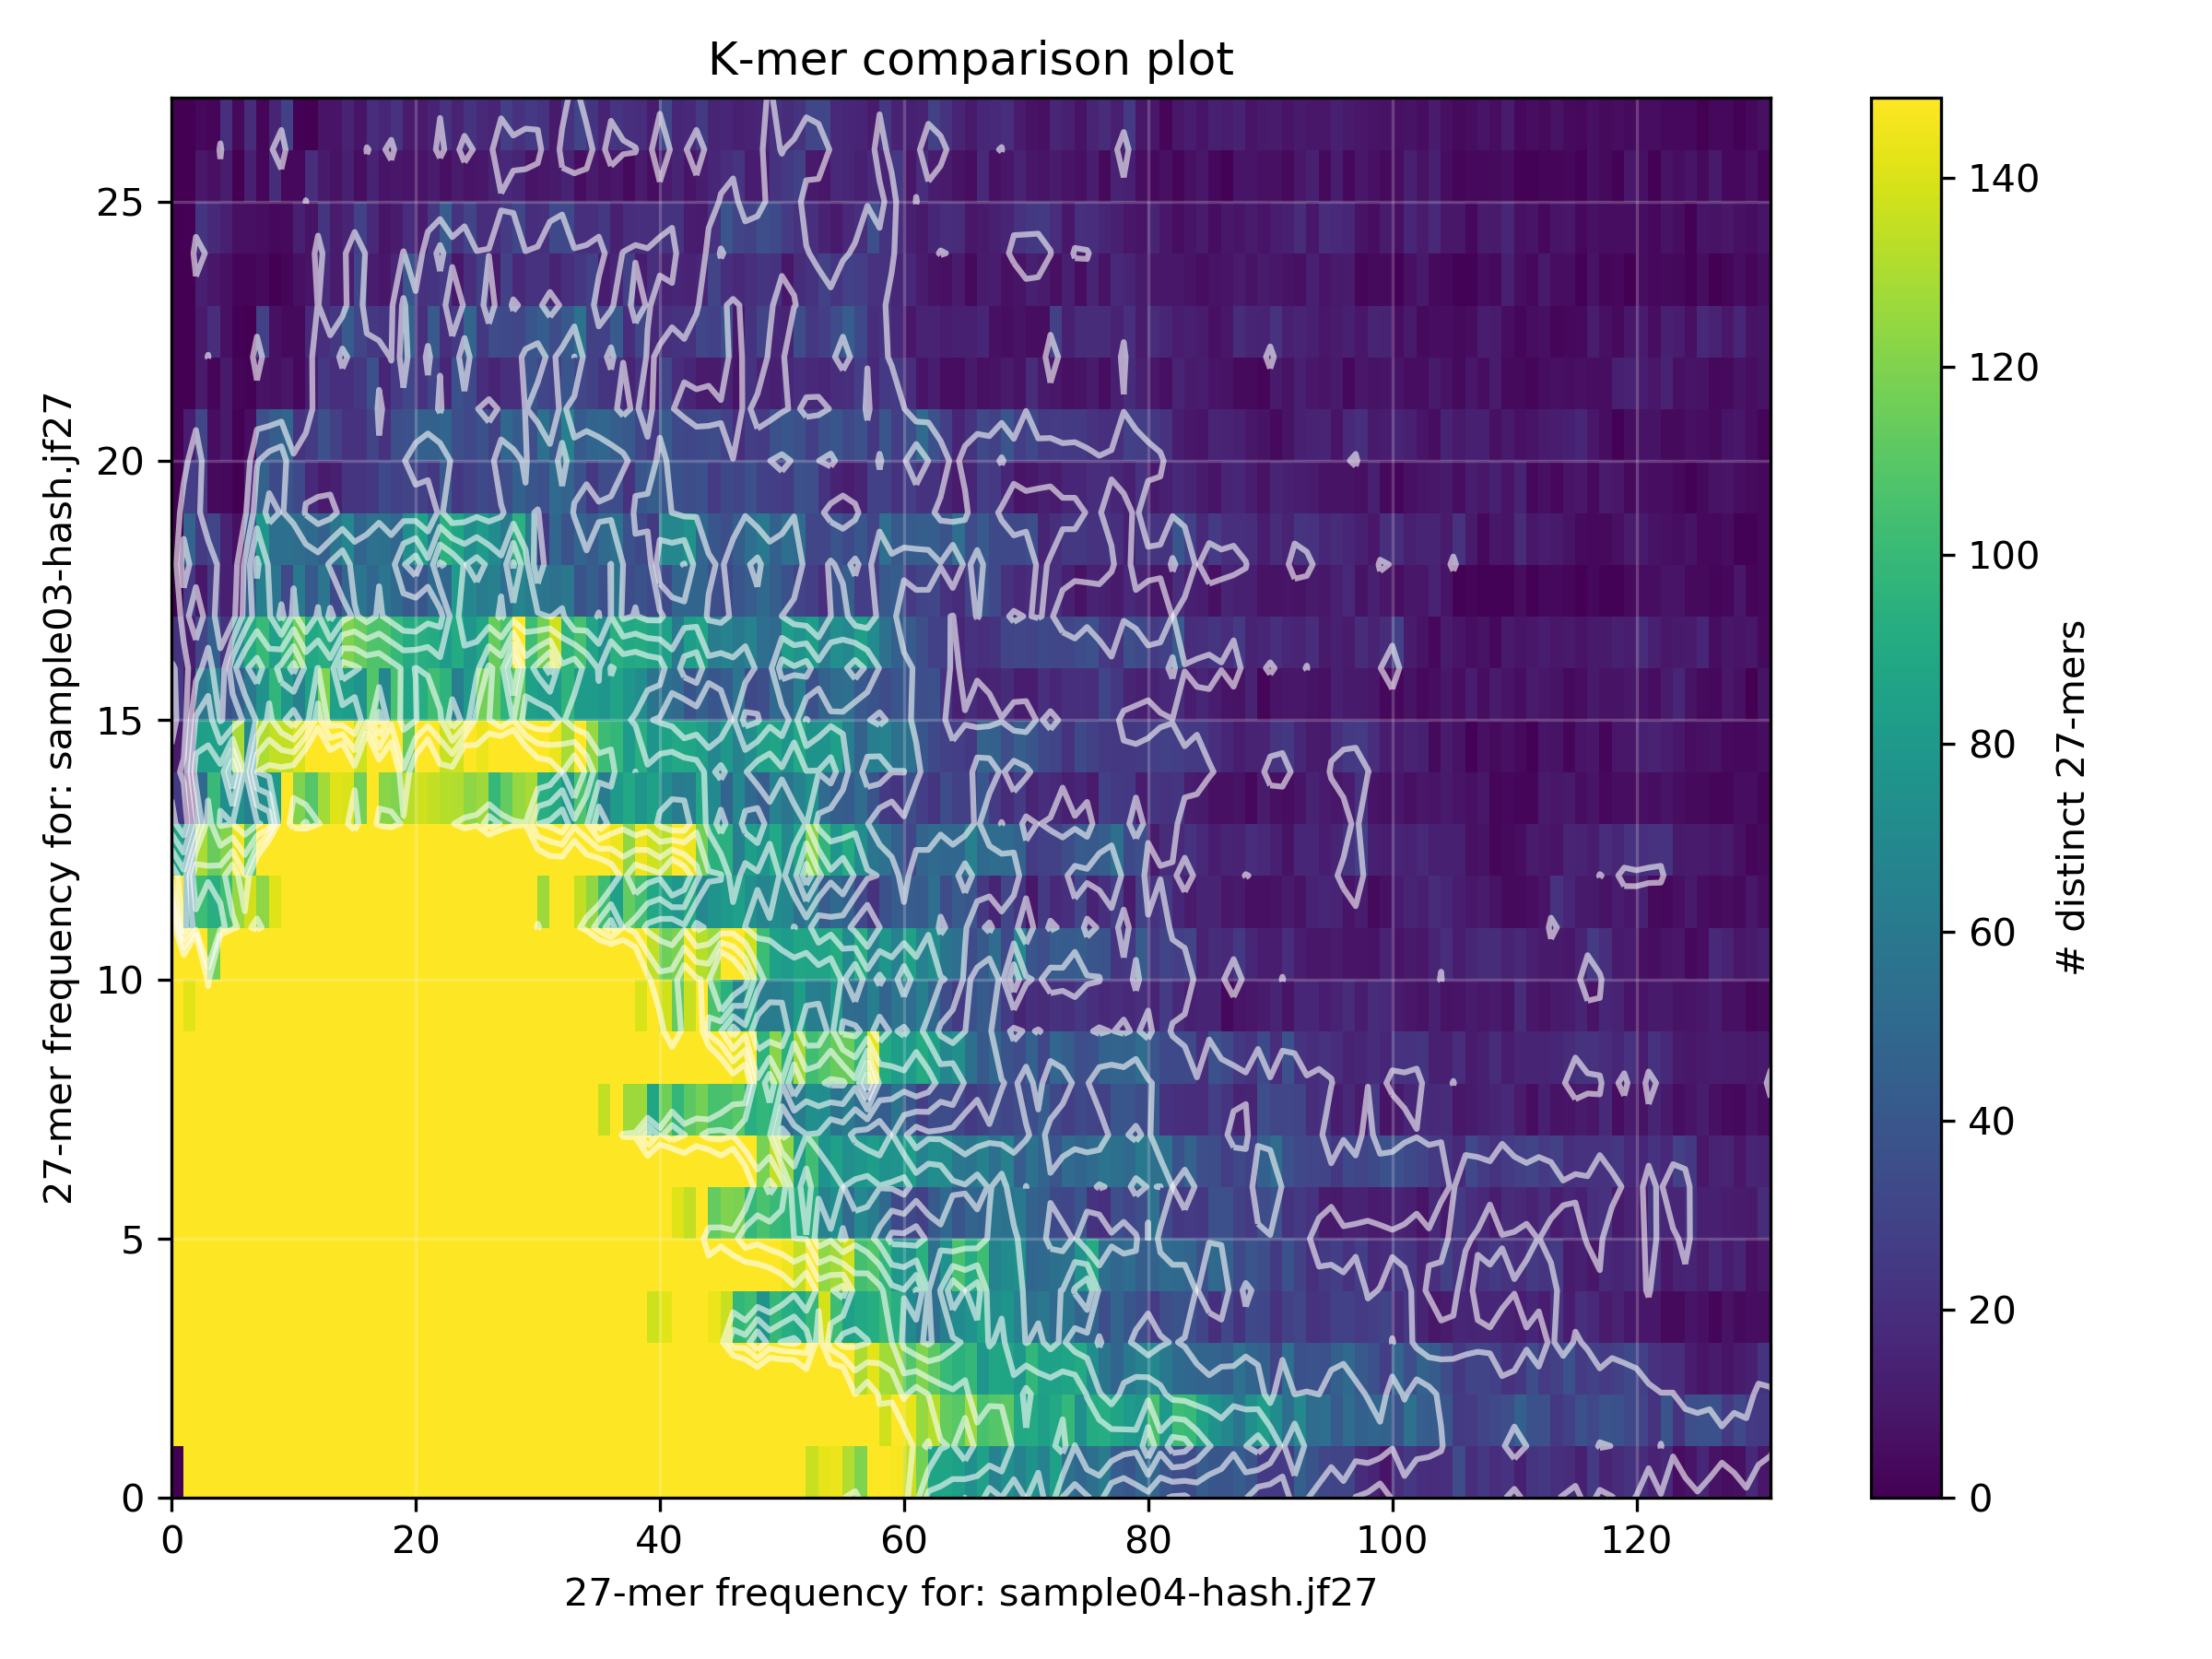 K-mer comparison plot
27-mer frequency for: sample03-hash.jf27
25
20
15
10
5
0
0 20 40 60 80 100 120
27-mer frequency for: sample04-hash.jf27
140
120
100
80
60
40
20
0
# distinct 27-mers